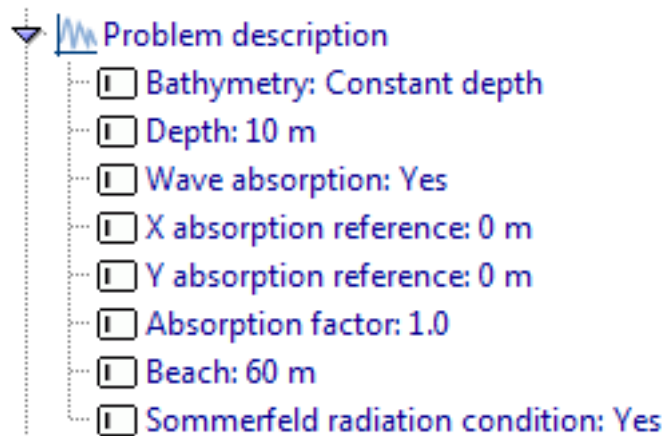 Problem description
Bathymetry: Constant depth
Depth: 10 m
Wave absorption: Yes
X absorption reference: 0 m
Y absorption reference: 0 m
Absorption factor: 1.0
Beach: 60 m
Sommerfeld radiation condition: Yes